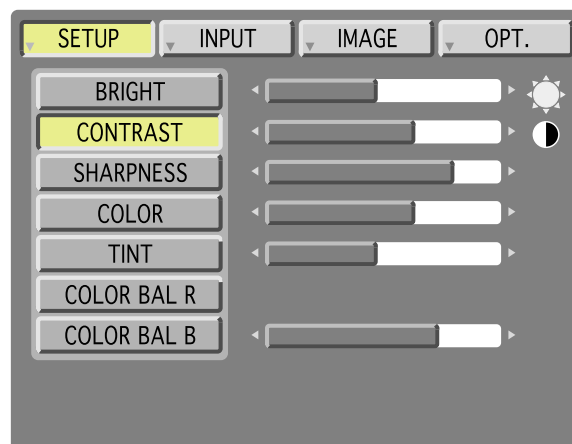 SETUP INPUT IMAGE OPT.
BRIGHT
CONTRAST
SHARPNESS
COLOR
TINT
COLOR BAL R
COLOR BAL B